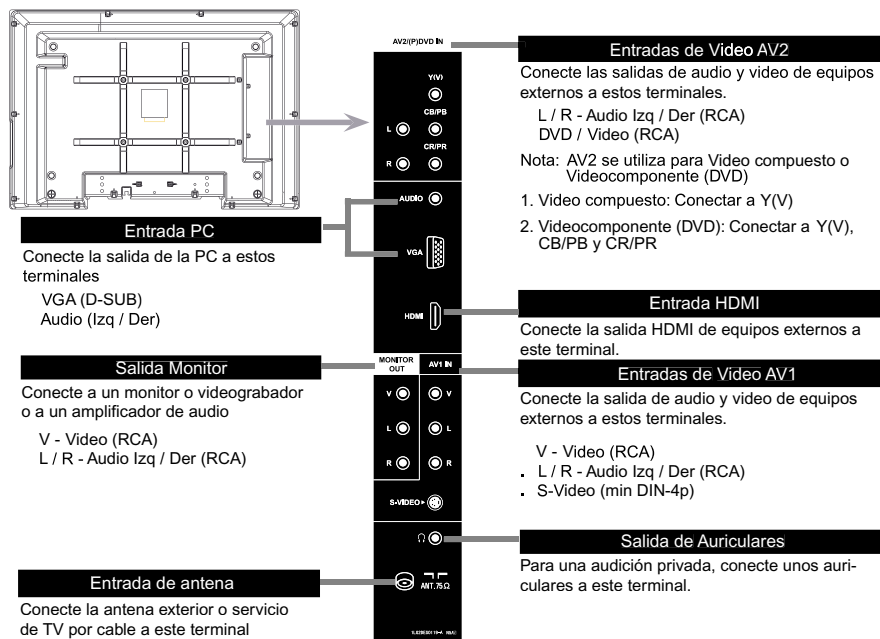 AV2/(P)DVD IN
Y(V)
CB/PB
L
CR/PR
R
AUDIO
VGA
HDMI
MONITOR
OUT
AV1 IN
V
V
L
L
R
R
S-VIDEO
Ω
ANT.75Ω
Entrada PC
Conecte la salida de la PC a estos
terminales
VGA (D-SUB)
Audio (Izq / Der)
Salida Monitor
Conecte a un monitor o videograbador
o a un amplificador de audio
V - Video (RCA)
L / R - Audio Izq / Der (RCA)
Entrada de antena
Conecte la antena exterior o servicio
de TV por cable a este terminal
Entradas de Video AV2
Conecte las salidas de audio y video de equipos
externos a estos terminales.
L / R - Audio Izq / Der (RCA)
DVD / Video (RCA)
Nota: AV2 se utiliza para Video compuesto o
Videocomponente (DVD)
1. Video compuesto: Conectar a Y(V)
2. Videocomponente (DVD): Conectar a Y(V),
CB/PB y CR/PR
Entrada HDMI
Conecte la salida HDMI de equipos externos a
este terminal.
Entradas de Video AV1
Conecte la salida de audio y video de equipos
externos a estos terminales.
V - Video (RCA)
. L / R - Audio Izq / Der (RCA)
. S-Video (min DIN-4p)
Salida de Auriculares
Para una audición privada, conecte unos auri-
culares a este terminal.